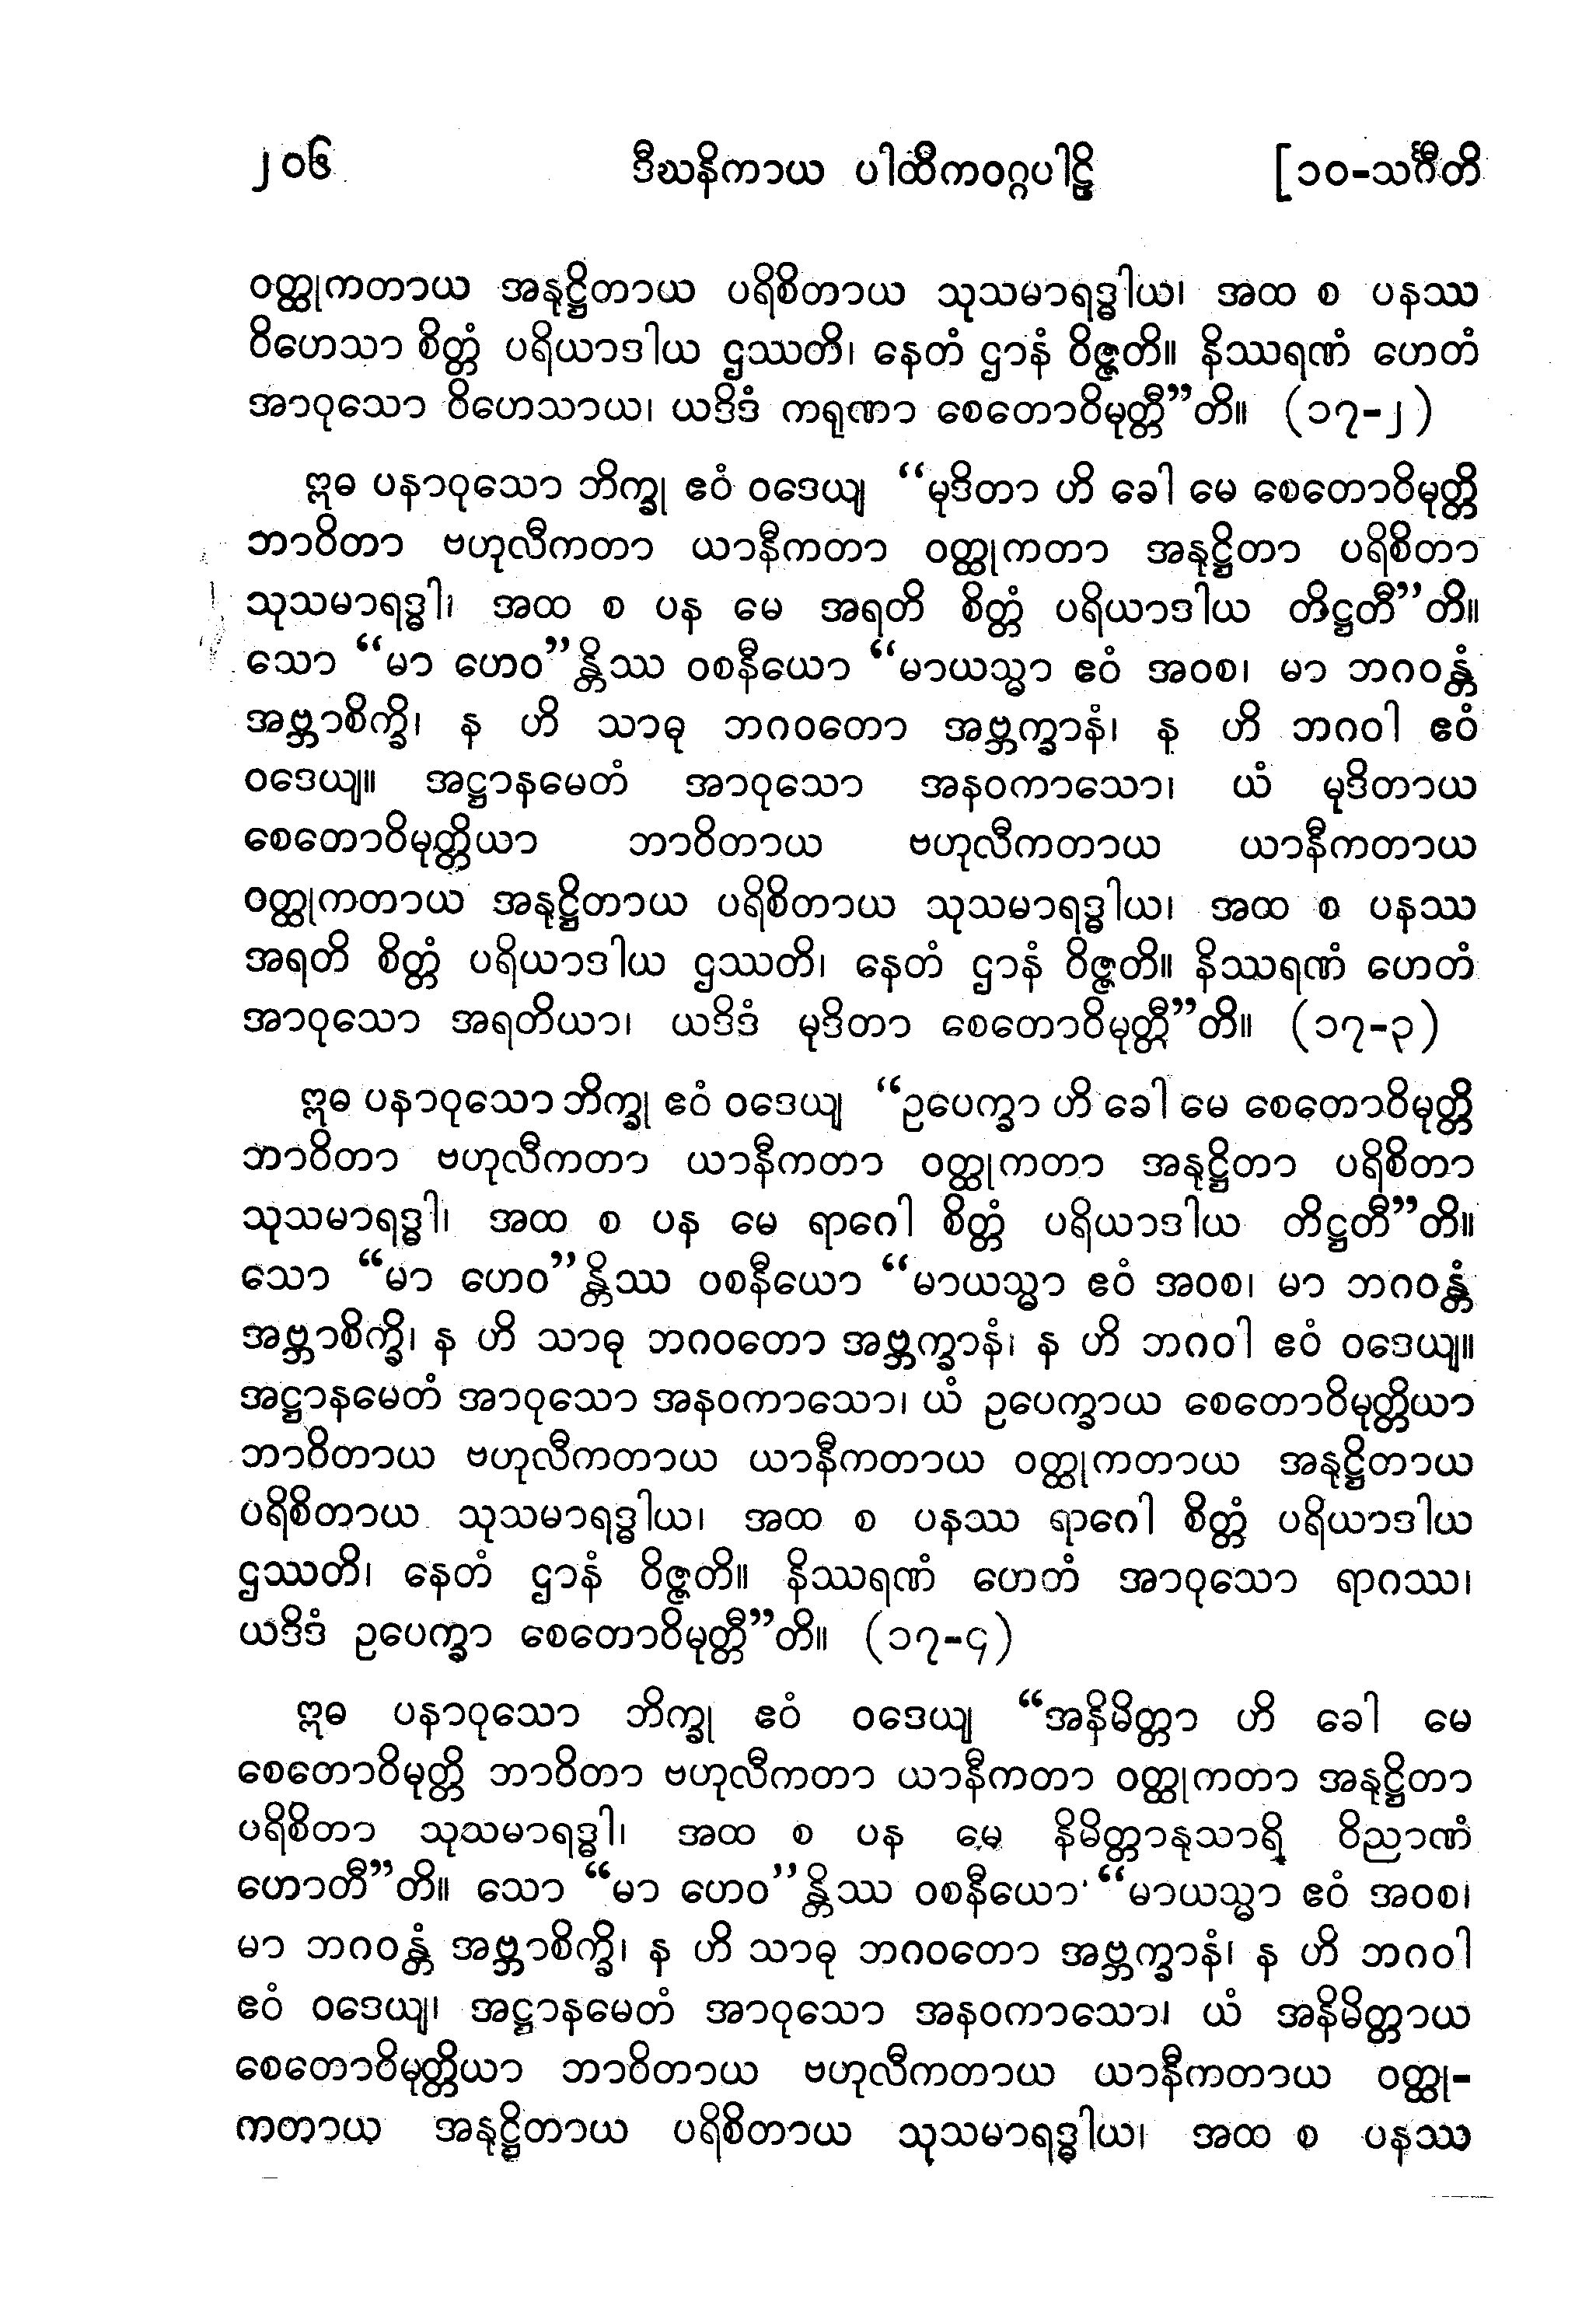 ၂၀၆ ဒီဃနိကာယ ပါထိကဝဂ္ဂပါဠိ [၁၀-သင်္ဂီတိ
ဝတ္ထုကတာယ အနုဋ္ဌိတာယ ပရိစိတာယ သုသမာရဒ္ဓါယ၊ အထ စ ပနဿ
ဝိဟေသာ စိတ္တံ ပရိယာဒါယ ဌဿတိ၊ နေတံ ဌာနံ ဝိဇ္ဇတိ။ နိဿရဏံ ဟေတံ
အာဝုသော ဝိဟေသာယ၊ ယဒိဒံ ကရုဏာ စေတောဝိမုတ္တီ”တိ။ (၁၇-၂)
ဣဓ ပနာဝုသော ဘိက္ခု ဧဝံ ဝဒေယျ “မုဒိတာ ဟိ ခေါ မေ စေတောဝိမုတ္တိ
ဘာဝိတာ ဗဟုလီကတာ ယာနီကတာ ဝတ္ထုကတာ အနုဋ္ဌိတာ ပရိစိတာ
သုသမာရဒ္ဓါ၊ အထ စ ပန မေ အရတိ စိတ္တံ ပရိယာဒါယ တိဋ္ဌတီ”တိ။
သော “မာ ဟေဝ”န္တိဿ ဝစနီယော “မာယသ္မာ ဧဝံ အဝစ၊ မာ ဘဂဝန္တံ
အဗ္ဘာစိက္ခိ၊ န ဟိ သာဓု ဘဂဝတော အဗ္ဘက္ခာနံ၊ န ဟိ ဘဂဝါ ဧဝံ
ဝဒေယျ။ အဋ္ဌာနမေတံ အာဝုသော အနဝကာသော၊ ယံ မုဒိတာယ
စေတောဝိမုတ္တိယာ ဘာဝိတာယ ဗဟုလီကတာယ ယာနီကတာယ
ဝတ္ထုကတာယ အနုဋ္ဌိတာယ ပရိစိတာယ သုသမာရဒ္ဓါယ၊ အထ စ ပနဿ
အရတိ စိတ္တံ ပရိယာဒါယ ဌဿတိ၊ နေတံ ဌာနံ ဝိဇ္ဇတိ။ နိဿရဏံ ဟေတံ
အာဝုသော အရတိယာ၊ ယဒိဒံ မုဒိတာ စေတောဝိမုတ္တီ”တိ။ (၁၇-၃)
ဣဓ ပနာဝုသော ဘိက္ခု ဧဝံ ဝဒေယျ “ဥပေက္ခာ ဟိ ခေါ မေ စေတောဝိမုတ္တိ
ဘာဝိတာ ဗဟုလီကတာ ယာနီကတာ ဝတ္ထုကတာ အနုဋ္ဌိတာ ပရိစိတာ
သုသမာရဒ္ဓါ၊ အထ စ ပန မေ ရာဂေါ စိတ္တံ ပရိယာဒါယ တိဋ္ဌတီ”တိ။
သော “မာ ဟေဝ”န္တိဿ ဝစနီယော “မာယသ္မာ ဧဝံ အဝစ၊ မာ ဘဂဝန္တံ
အဗ္ဘာစိက္ခိ၊ န ဟိ သာဓု ဘဂဝတော အဗ္ဘက္ခာနံ၊ န ဟိ ဘဂဝါ ဧဝံ ဝဒေယျ။
အဋ္ဌာနမေတံ အာဝုသော အနဝကာသော၊ ယံ ဥပေက္ခာယ စေတောဝိမုတ္တိယာ
ဘာဝိတာယ ဗဟုလီကတာယ ယာနီကတာယ ဝတ္ထုကတာယ အနုဋ္ဌိတာယ
ပရိစိတာယ သုသမာရဒ္ဓါယ၊ အထ စ ပနဿ ရာဂေါ စိတ္တံ ပရိယာဒါယ
ဌဿတိ၊ နေတံ ဌာနံ ဝိဇ္ဇတိ။ နိဿရဏံ ဟေတံ အာဝုသော ရာဂဿ၊
ယဒိဒံ ဥပေက္ခာ စေတောဝိမုတ္တီ”တိ။ (၁၇-၄)
ဣဓ ပနာဝုသော ဘိက္ခု ဧဝံ ဝဒေယျ “အနိမိတ္တာ ဟိ ခေါ မေ
စေတောဝိမုတ္တိ ဘာဝိတာ ဗဟုလီကတာ ယာနီကတာ ဝတ္ထုကတာ အနုဋ္ဌိတာ
ပရိစိတာ သုသမာရဒ္ဓါ၊ အထ စ ပန မေ နိမိတ္တာနုသာရိ ဝိညာဏံ
ဟောတီ”တိ။ သော “မာ ဟေဝ”န္တိဿ ဝစနီယော “မာယသ္မာ ဧဝံ အဝစ၊
မာ ဘဂဝန္တံ အဗ္ဘာစိက္ခိ၊ န ဟိ သာဓု ဘဂဝတော အဗ္ဘက္ခာနံ၊ န ဟိ ဘဂဝါ
ဧဝံ ဝဒေယျ၊ အဋ္ဌာနမေတံ အာဝုသော အနဝကာသော၊ ယံ အနိမိတ္တာယ
စေတောဝိမုတ္တိယာ ဘာဝိတာယ ဗဟုလီကတာယ ယာနီကတာယ ဝတ္ထု-
ကတာယ အနုဋ္ဌိတာယ ပရိစိတာယ သုသမာရဒ္ဓါယ၊ အထ စ ပနဿ